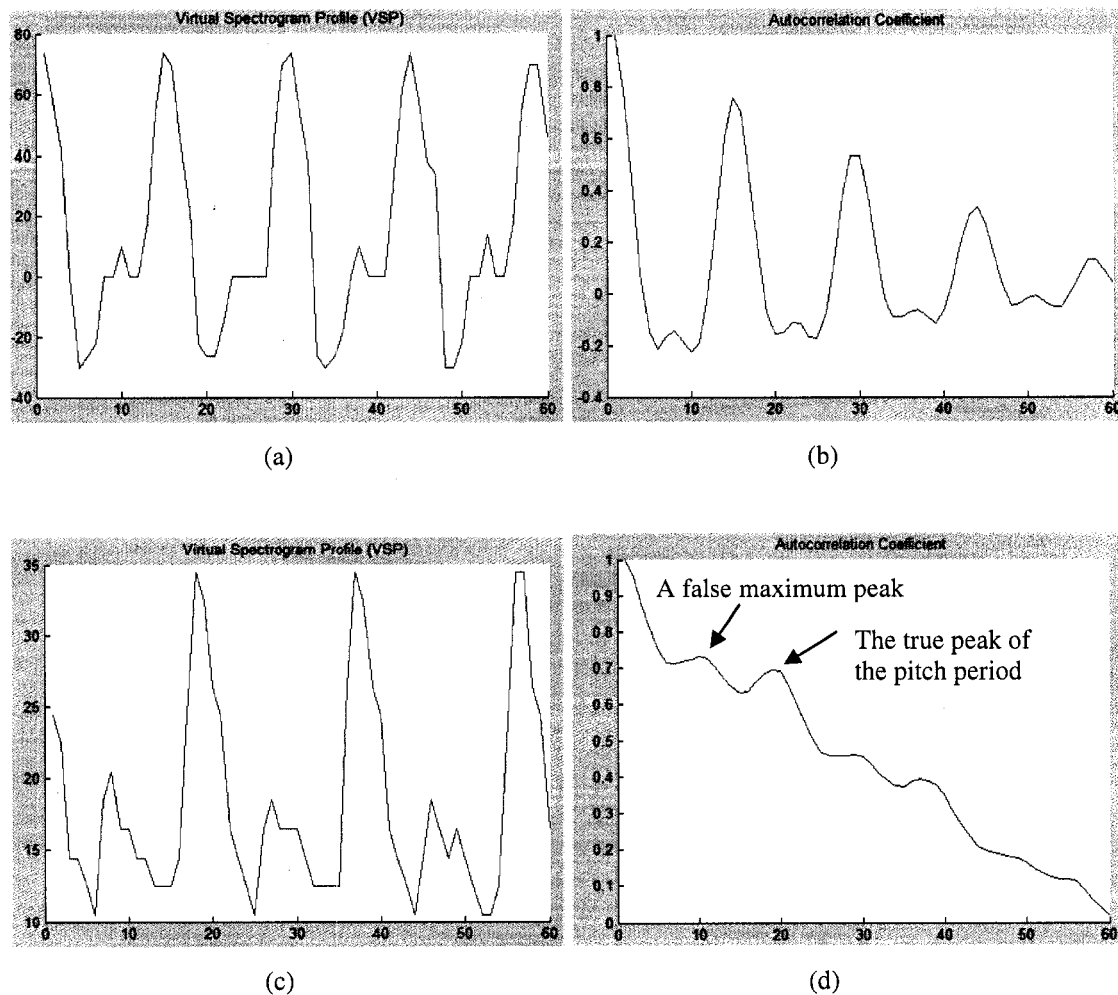 Virtual Spectrogram Profile (VSP)
80
60
40
20
0
-20
-40
0 10 20 30 40 50 60
(a)
Autocorrelation Coefficient
1
0.8
0.6
0.4
0.2
0
-0.2
-0.4
0 10 20 30 40 50 60
(b)
Virtual Spectrogram Profile (VSP)
35
30
25
20
15
10
0 10 20 30 40 50 60
(c)
Autocorrelation Coefficient
1
0.9
0.8
0.7
0.6
0.5
0.4
0.3
0.2
0.1
0
0 10 20 30 40 50 60
A false maximum peak
The true peak of
the pitch period
(d)